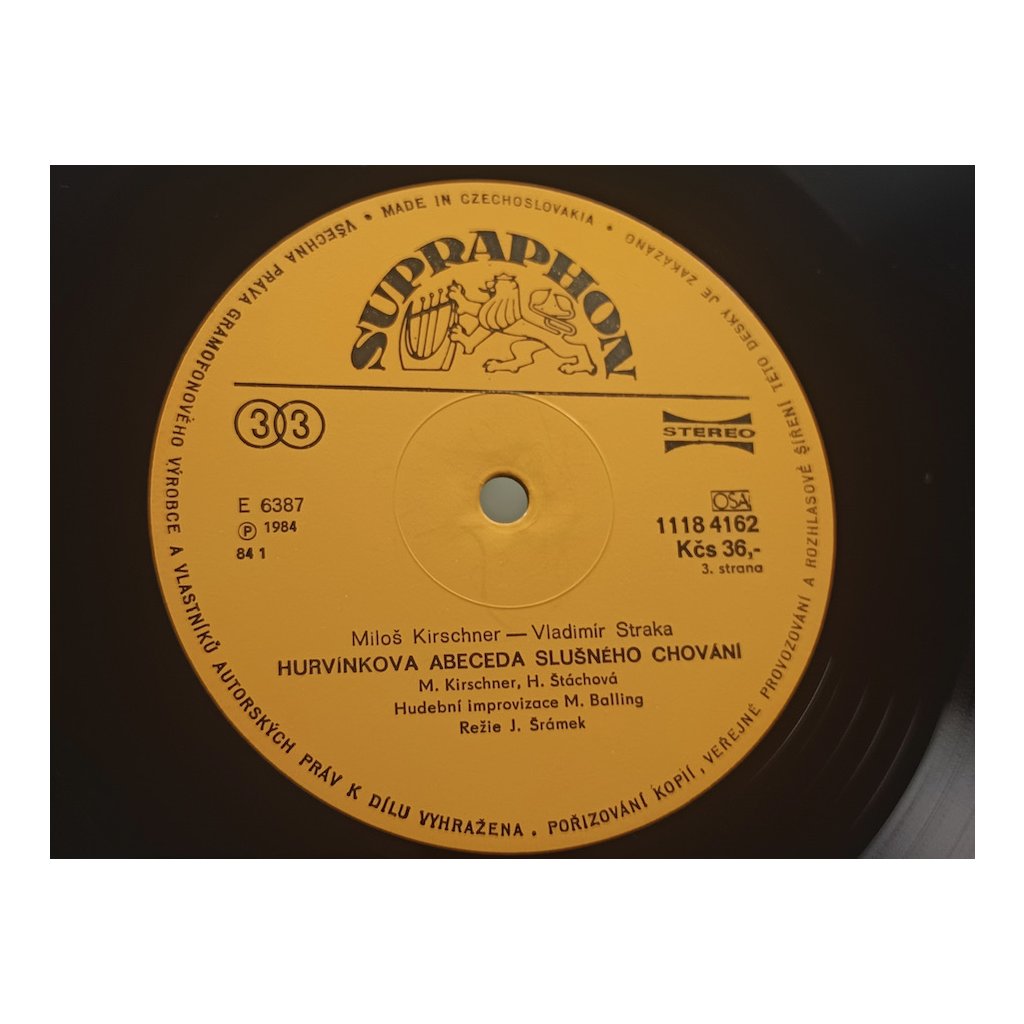 VŠECHNA PRÁVA GRAMOFONOVÉHO VÝROBCE A VLASTNÍKŮ AUTORSKÝCH PRÁV K DÍLU VYHRAŽENA . POŘIZOVÁNÍ KOPIÍ, VEŘEJNÉ PROVOZOVÁNÍ A ROZHLASOVÉ ŠÍŘENÍ TÉTO DESKY JE ZAKÁZÁNO •
MADE IN CZECHOSLOVAKIA •
SUPRAPHON
33
STEREO
E 6387
Ⓟ 1984
84 1
OSA
1118 4162
Kčs 36,-
3. strana
Miloš Kirschner — Vladimír Straka
HURVÍNKOVA ABECEDA SLUŠNÉHO CHOVÁNÍ
M. Kirschner, H. Štáchová
Hudební improvizace M. Balling
Režie J. Šrámek